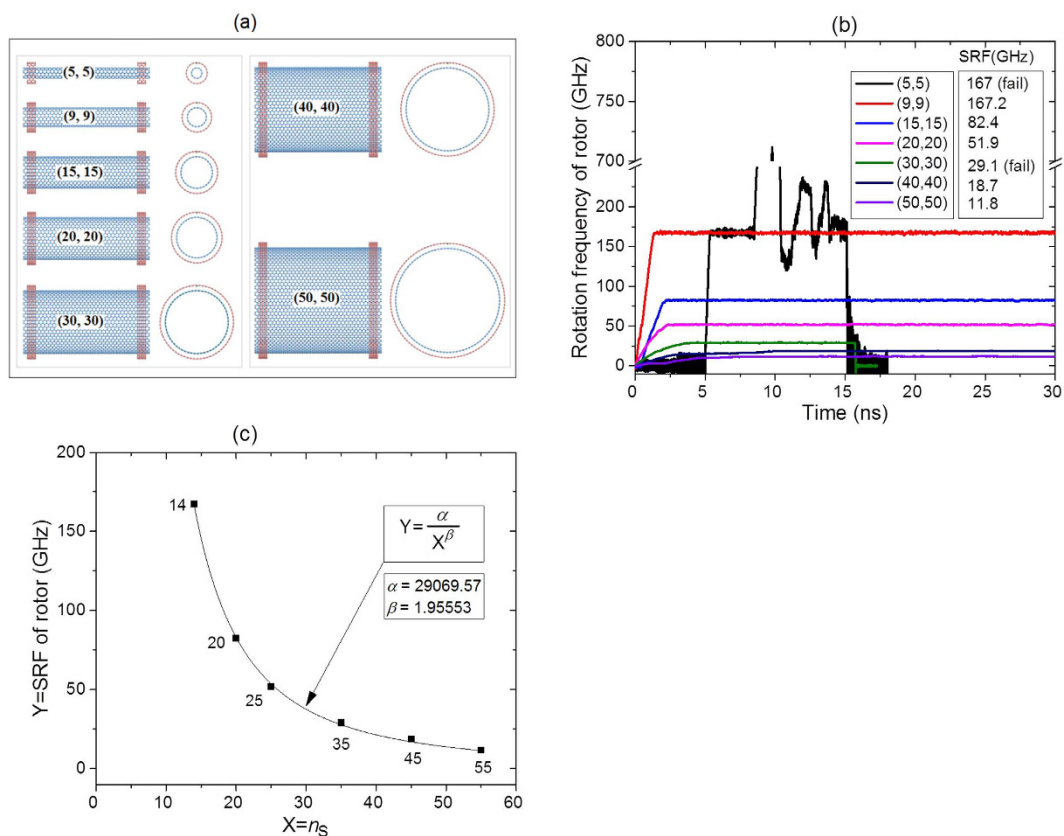 (a)
(5, 5)
(9, 9)
(15, 15)
(20, 20)
(30, 30)
(40, 40)
(50, 50)
(b)
Rotation frequency of rotor (GHz)
800
750
700
200
150
100
50
0
0 5 10 15 20 25 30
Time (ns)
SRF(GHz)
(5,5) 167 (fail)
(9,9) 167.2
(15,15) 82.4
(20,20) 51.9
(30,30) 29.1 (fail)
(40,40) 18.7
(50,50) 11.8
(c)
Y=SRF of rotor (GHz)
200
150
100
50
0
0 10 20 30 40 50 60
X=nS
14
20
25
35
45
55
Y= α / X^β
α = 29069.57
β = 1.95553